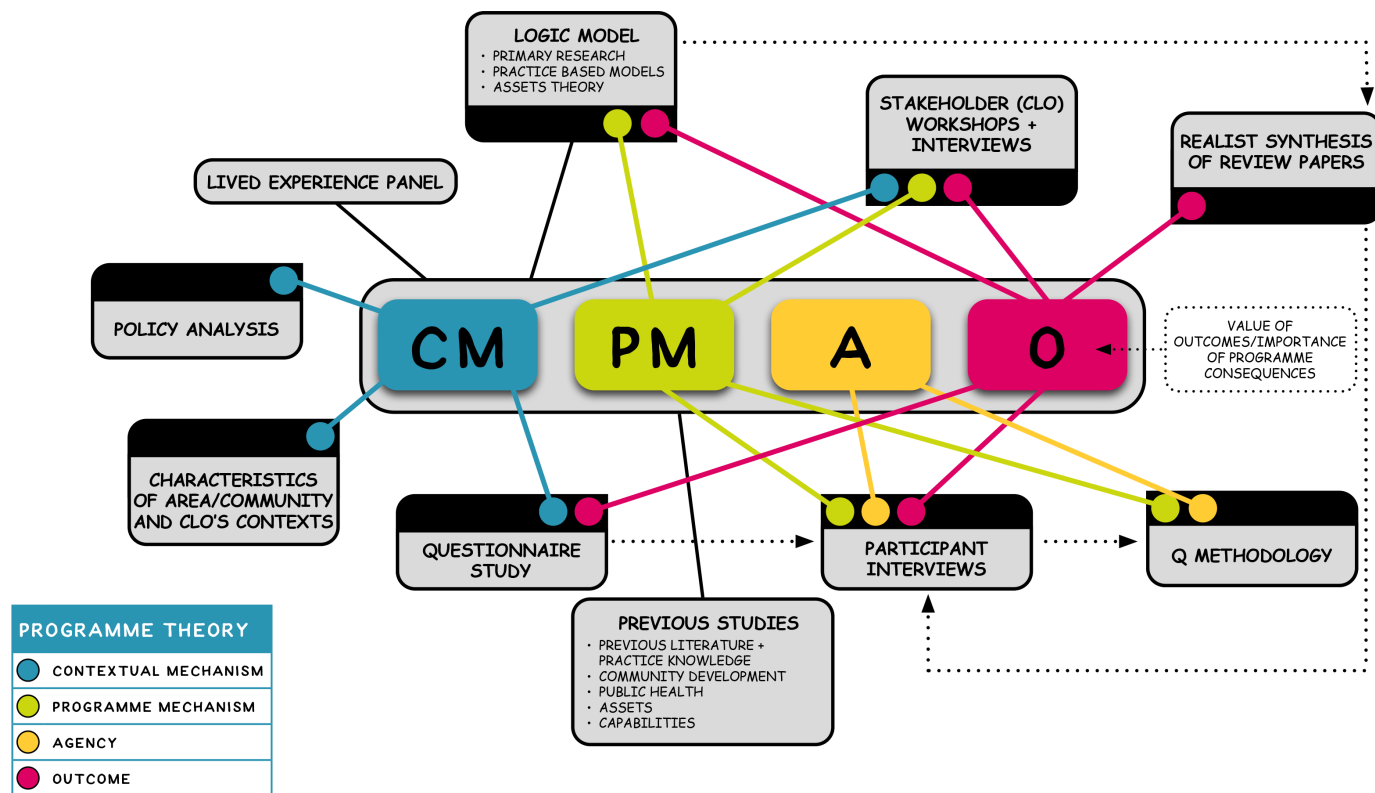 LOGIC MODEL
• PRIMARY RESEARCH
• PRACTICE BASED MODELS
• ASSETS THEORY
STAKEHOLDER (CLO)
WORKSHOPS +
INTERVIEWS
REALIST SYNTHESIS
OF REVIEW PAPERS
LIVED EXPERIENCE PANEL
POLICY ANALYSIS
CM
PM
A
O
VALUE OF
OUTCOMES/IMPORTANCE
OF PROGRAMME
CONSEQUENCES
CHARACTERISTICS
OF AREA/COMMUNITY
AND CLO'S CONTEXTS
QUESTIONNAIRE
STUDY
PARTICIPANT
INTERVIEWS
Q METHODOLOGY
PREVIOUS STUDIES
• PREVIOUS LITERATURE +
PRACTICE KNOWLEDGE
• COMMUNITY DEVELOPMENT
• PUBLIC HEALTH
• ASSETS
• CAPABILITIES
PROGRAMME THEORY
CONTEXTUAL MECHANISM
PROGRAMME MECHANISM
AGENCY
OUTCOME